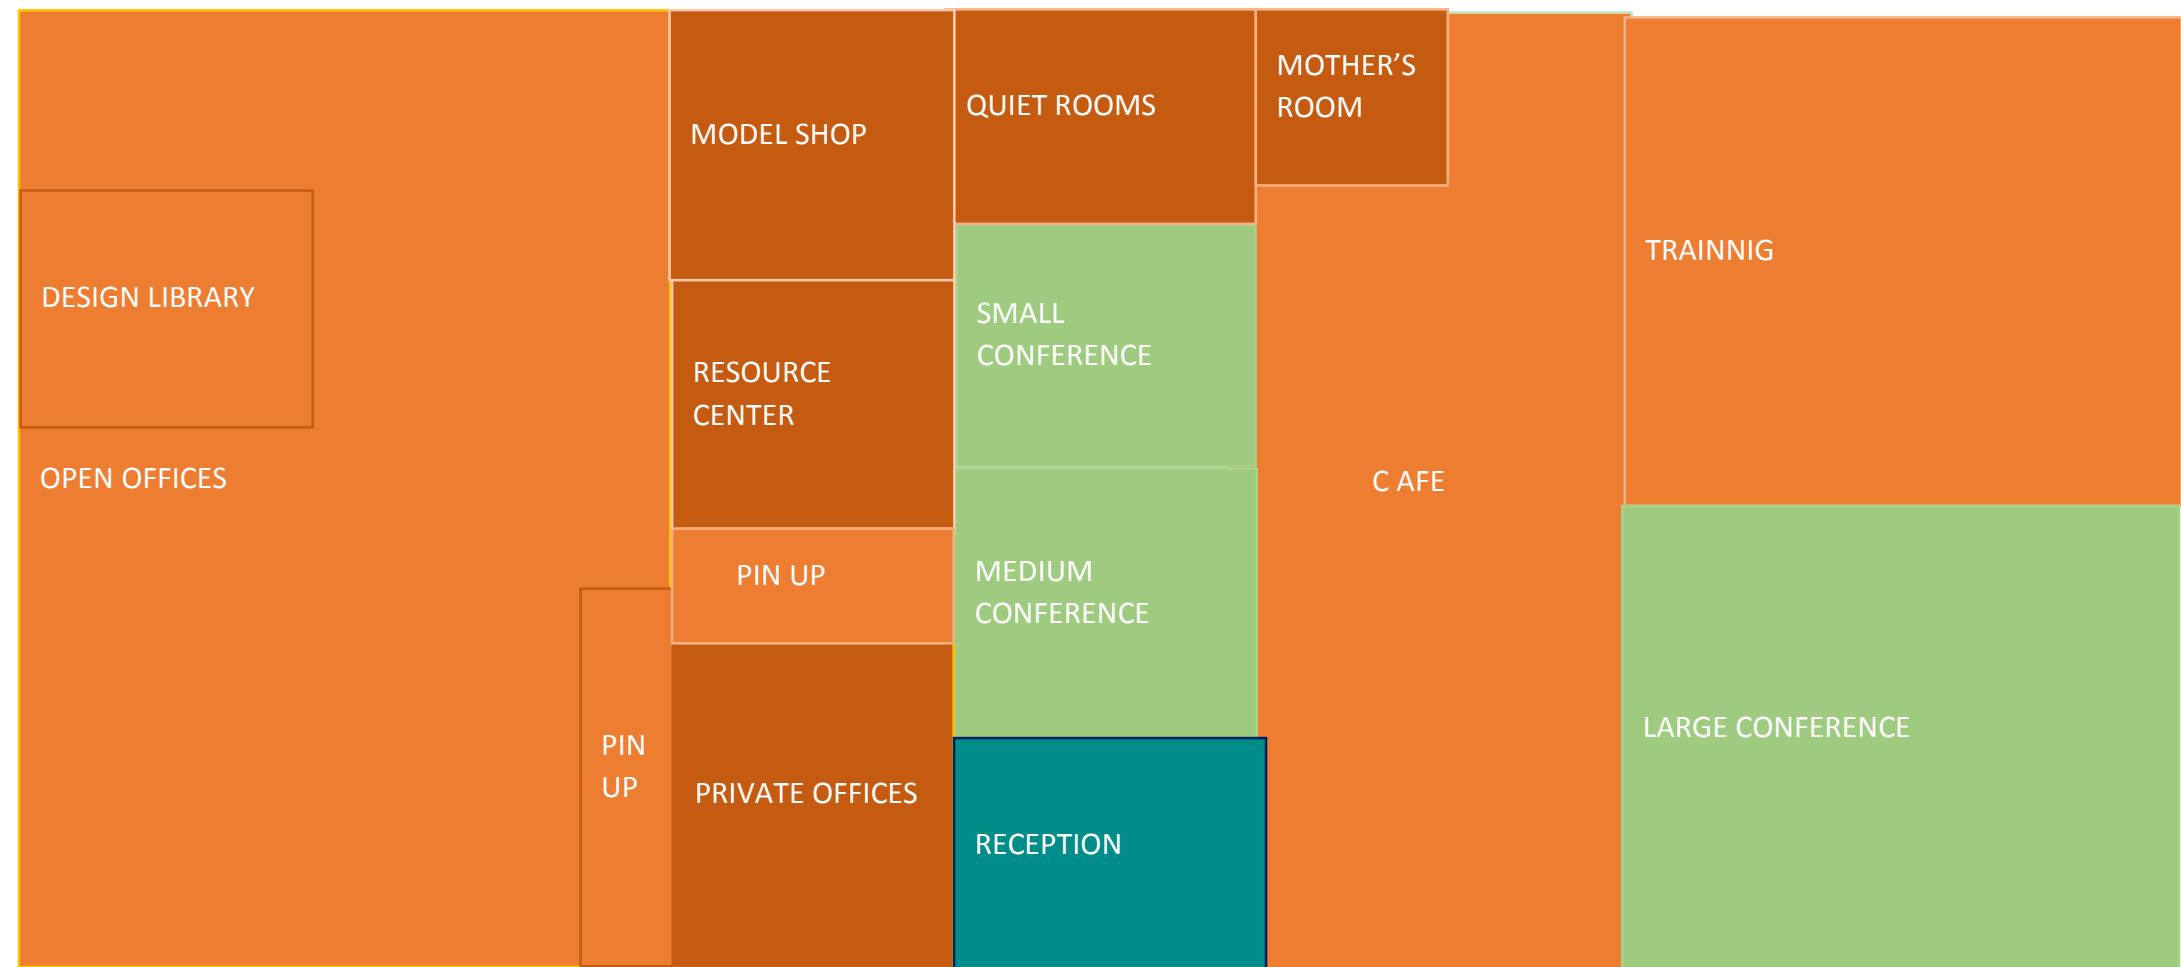 DESIGN LIBRARY
OPEN OFFICES
PIN
UP
MODEL SHOP
RESOURCE
CENTER
PIN UP
PRIVATE OFFICES
QUIET ROOMS
SMALL
CONFERENCE
MEDIUM
CONFERENCE
RECEPTION
MOTHER’S
ROOM
C AFE
TRAINNIG
LARGE CONFERENCE